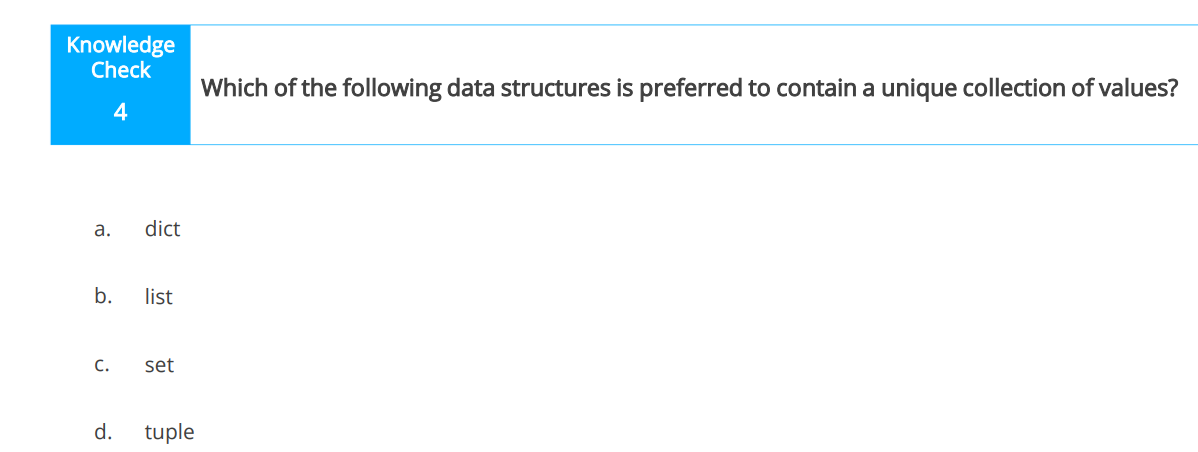 Knowledge
Check
4
Which of the following data structures is preferred to contain a unique collection of values?
a. dict
b. list
c. set
d. tuple